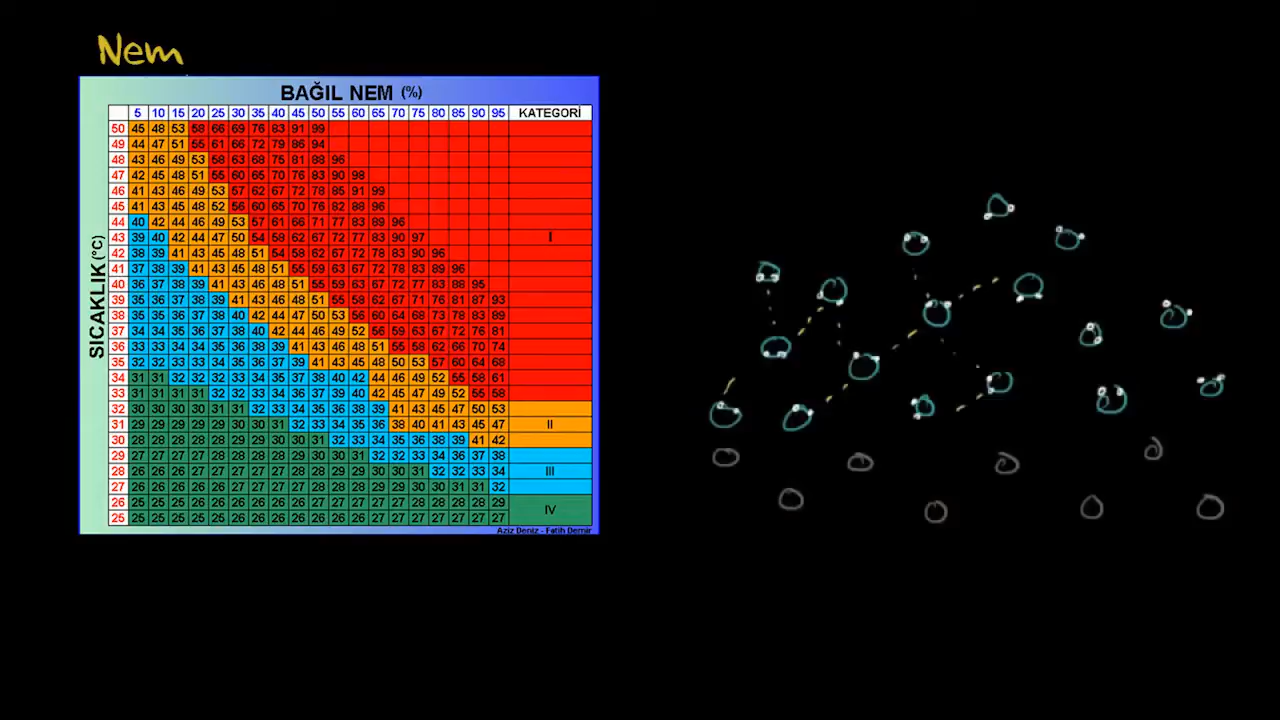 Nem
BAĞIL NEM (%)
5 10 15 20 25 30 35 40 45 50 55 60 65 70 75 80 85 90 95 KATEGORİ
50 45 48 53 58 66 69 76 83 91 99
49 44 47 51 55 61 66 72 79 86 94
48 43 46 49 53 58 63 68 75 81 88 96
47 42 45 48 51 55 60 65 70 76 83 90 98
46 41 43 46 49 53 57 62 67 72 78 85 91 99
45 41 43 45 48 52 56 60 65 70 76 82 88 96
44 40 42 44 46 49 53 57 61 66 71 77 83 89 96
43 39 40 42 44 47 50 54 58 62 67 72 77 83 90 97 I
42 38 39 41 43 45 48 51 54 58 62 67 72 78 83 90 96
41 37 38 39 41 43 45 48 51 55 59 63 67 72 78 83 89 96
40 36 37 38 40 41 43 46 48 51 55 59 63 67 72 77 83 88 95
39 35 36 37 38 39 41 43 46 48 51 55 58 62 67 71 76 81 87 93
38 35 35 36 37 38 40 42 44 47 50 53 56 60 64 68 73 78 83 89
37 34 34 35 36 37 38 40 42 44 46 49 52 56 59 63 67 72 76 81
36 33 33 34 34 35 36 38 39 41 43 46 48 51 55 58 62 66 70 74
35 32 32 33 33 34 35 36 37 39 41 43 45 48 50 53 57 60 64 68
34 31 31 32 32 33 34 35 37 38 40 42 44 46 49 52 55 58 61
33 31 31 31 31 32 32 33 34 36 37 39 40 42 45 47 49 52 55 58
32 30 30 30 30 31 31 32 33 34 35 36 38 39 41 43 45 47 50 53
31 29 29 29 29 29 30 30 31 32 33 34 35 36 38 40 41 43 45 47 II
30 28 28 28 28 29 29 30 30 31 31 32 33 34 35 36 38 39 41 42
29 27 27 27 28 28 28 28 29 29 30 30 31 32 32 33 34 36 37 38
28 26 26 26 27 27 27 27 28 28 29 29 29 30 30 31 32 32 33 34 III
27 26 26 26 26 26 26 27 27 27 27 28 28 29 29 30 30 31 31 32
26 25 25 25 25 26 26 26 26 26 27 27 27 27 27 28 28 28 28 29 IV
25 25 25 25 25 25 25 26 26 26 26 26 26 26 27 27 27 27 27 27
SICAKLIK (°C)
Aziz Deniz - Fatih Demir